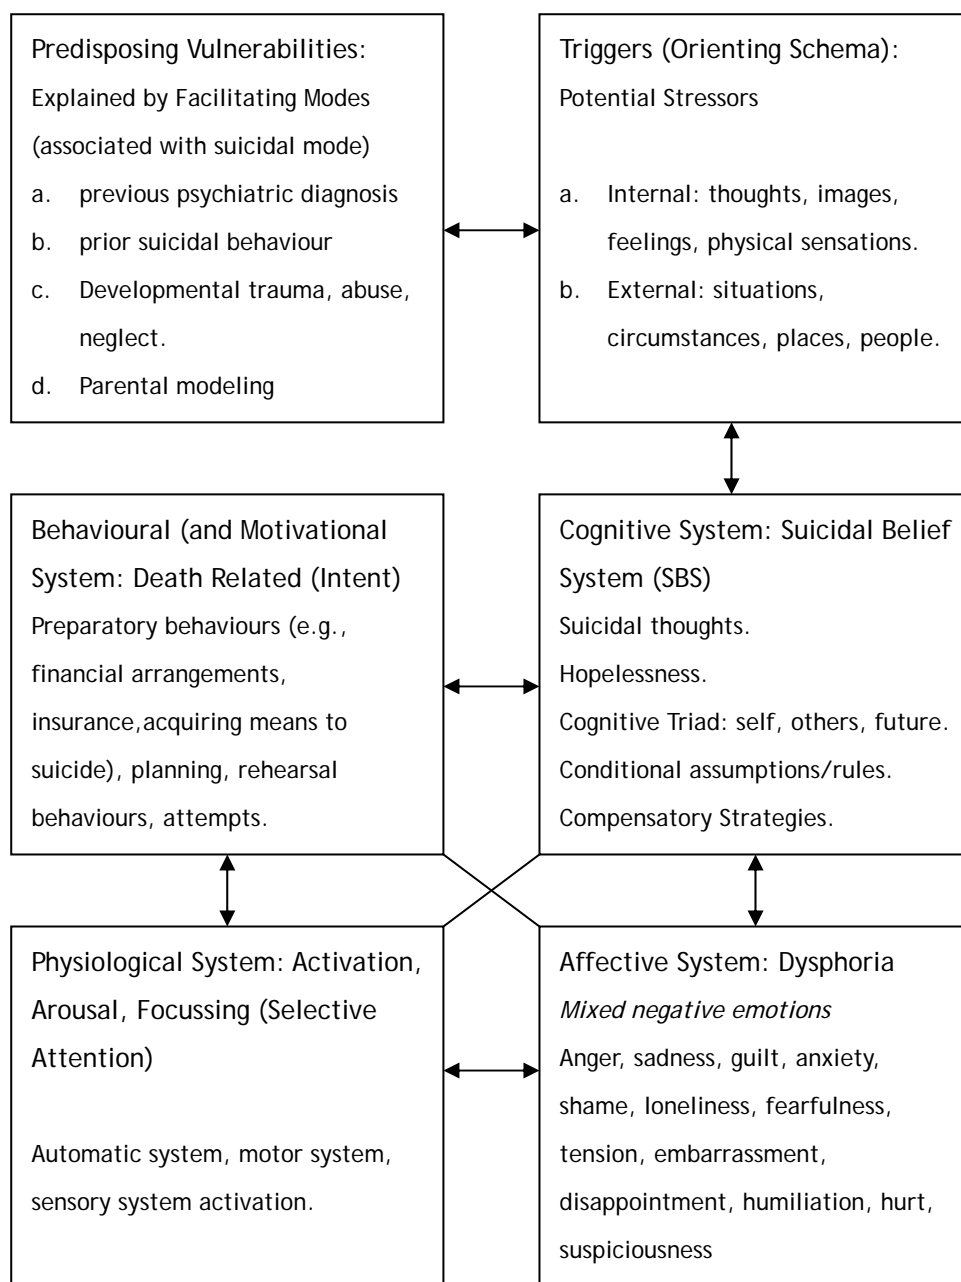 Predisposing Vulnerabilities:
Explained by Facilitating Modes
(associated with suicidal mode)
a. previous psychiatric diagnosis
b. prior suicidal behaviour
c. Developmental trauma, abuse,
neglect.
d. Parental modeling
Triggers (Orienting Schema):
Potential Stressors
a. Internal: thoughts, images,
feelings, physical sensations.
b. External: situations,
circumstances, places, people.
Behavioural (and Motivational
System: Death Related (Intent)
Preparatory behaviours (e.g.,
financial arrangements,
insurance,acquiring means to
suicide), planning, rehearsal
behaviours, attempts.
Cognitive System: Suicidal Belief
System (SBS)
Suicidal thoughts.
Hopelessness.
Cognitive Triad: self, others, future.
Conditional assumptions/rules.
Compensatory Strategies.
Physiological System: Activation,
Arousal, Focussing (Selective
Attention)
Automatic system, motor system,
sensory system activation.
Affective System: Dysphoria
Mixed negative emotions
Anger, sadness, guilt, anxiety,
shame, loneliness, fearfulness,
tension, embarrassment,
disappointment, humiliation, hurt,
suspiciousness